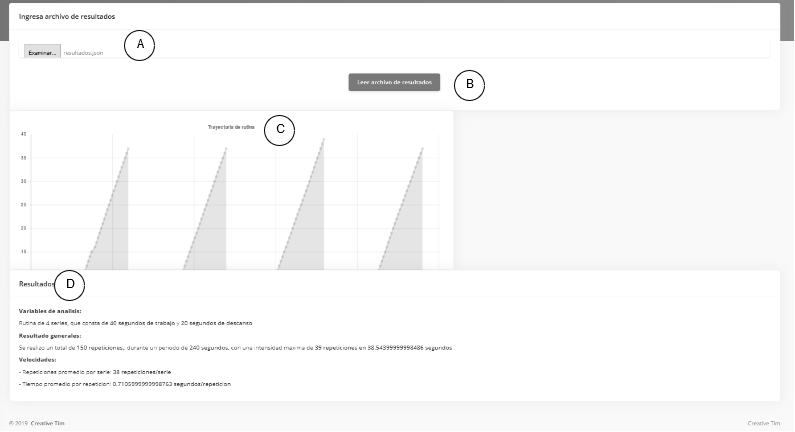 Ingresa archivo de resultados
A
Examinar... resultados.json
Leer archivo de resultados
B
Trayectoria de rutina
C
40
35
30
25
20
15
Resultados
D
Variables de analisis:
Rutina de 4 series, que consta de 40 segundos de trabajo y 20 segundos de descanso
Resultado generales:
Se realizo un total de 150 repeticiones, durante un periodo de 240 segundos, con una intensidad maxima de 39 repeticiones en 38.54399999998486 segundos
Velocidades:
- Repeticiones promedio por serie: 38 repeticiones/serie
- Tiempo promedio por repeticion: 0.7105999999998763 segundos/repeticion
© 2019 Creative Tim
Creative Tim